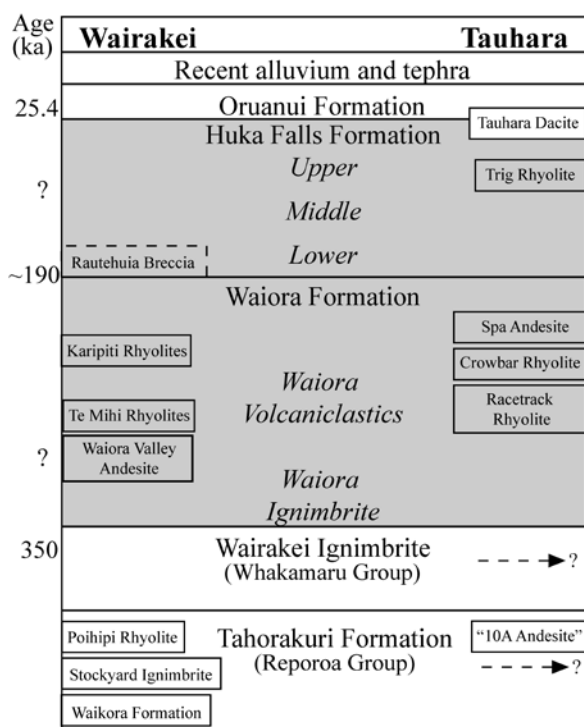 Age
(ka)
Wairakei
Tauhara
Recent alluvium and tephra
Oruanui Formation
25.4
Tauhara Dacite
Huka Falls Formation
Upper
Trig Rhyolite
?
Middle
Lower
Rautehuia Breccia
~190
Waiora Formation
Spa Andesite
Karipiti Rhyolites
Crowbar Rhyolite
Waiora
Volcaniclastics
Racetrack
Rhyolite
Te Mihi Rhyolites
Waiora Valley
Andesite
?
Waiora
Ignimbrite
350
Wairakei Ignimbrite
(Whakamaru Group)
?
Poihipi Rhyolite
Tahorakuri Formation
(Reporoa Group)
"10A Andesite"
?
Stockyard Ignimbrite
Waikora Formation